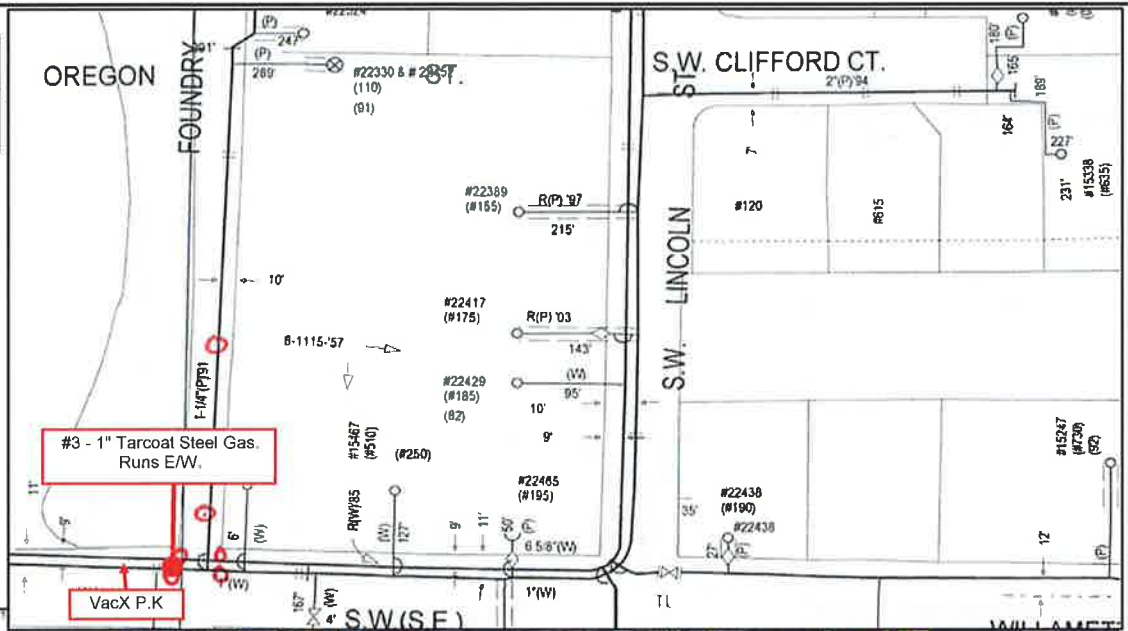 (P)
247'
OREGON
FOUNDRY
(P)
289'
#22330 &
ST.
(110)
(91)
S.W. CLIFFORD CT.
2"(P)'94
ST.
180'
165'
189'
(P)
164'
227'
231'
#15338
(#635)
7'
#22389
(#155)
R(P) '97
215'
#120
#615
S.W. LINCOLN
10'
#22417
(#175)
R(P) '03
143'
8-1115-'57
#22429
(#185)
(82)
(W)
95'
10'
9'
1-1/4"(P)'91
#3 - 1" Tarcoat Steel Gas.
Runs E/W.
#15467
(#510)
(#250)
#22465
(#195)
#15247
(#730)
(92)
11'
6'
(W)
R(W)'85
(W)
127'
9'
11'
50'
(P)
6 5/8"(W)
35'
#22438
(#190)
#22438
27'
(P)
12'
(P)
VacX P.K
(W)
167'
(W)
4'
1"(W)
S.W (S.E.)